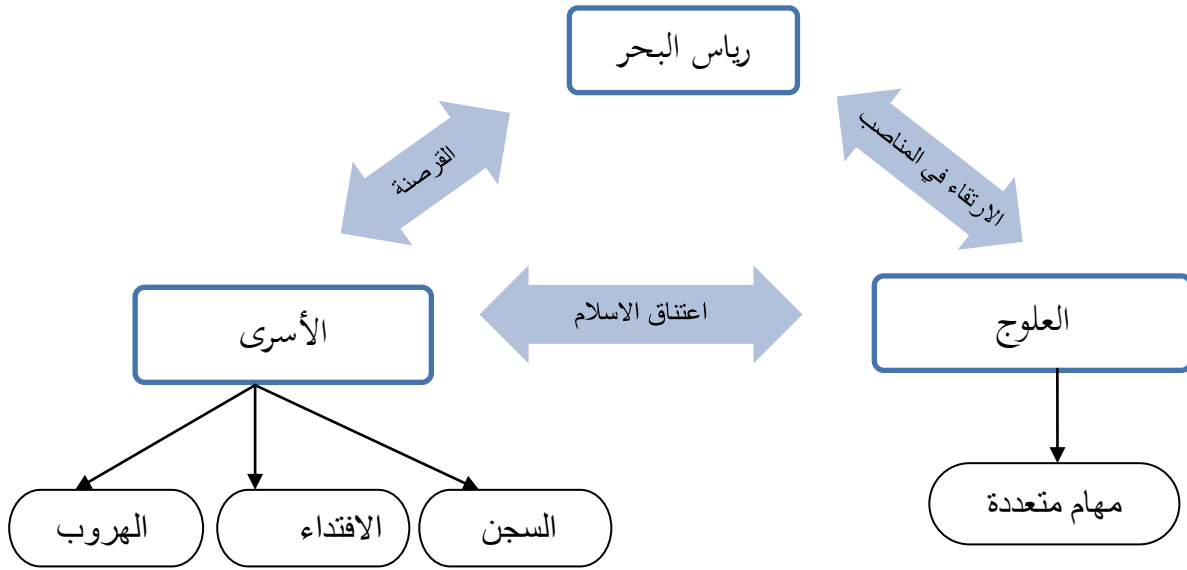 رياس البحر
الارتقاء في المناصب
القرصنة
اعتناق الاسلام
العلوج
الأسرى
مهام متعددة
السجن
الافتداء
الهروب